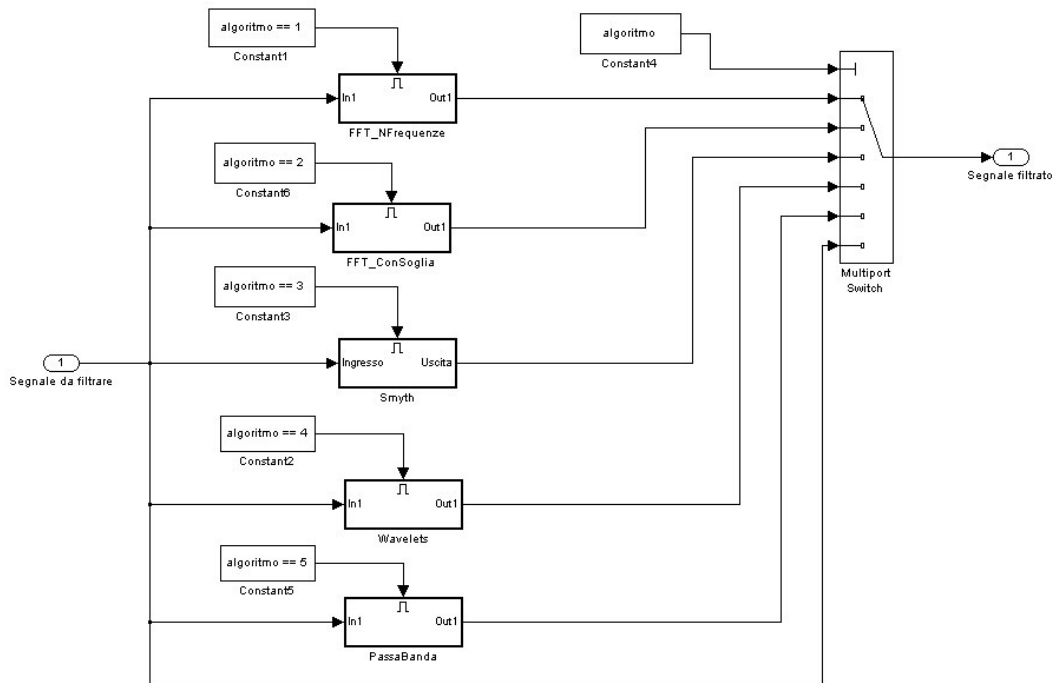 algoritmo == 1
Constant1
algoritmo
Constant4
In1
Out1
FFT_NFrequenze
algoritmo == 2
Constant6
In1
Out1
FFT_ConSoglia
1
Segnale filtrato
Multiport
Switch
algoritmo == 3
Constant3
1
Segnale da filtrare
Ingresso
Uscita
Smyth
algoritmo == 4
Constant2
In1
Out1
Wavelets
algoritmo == 5
Constant5
In1
Out1
PassaBanda